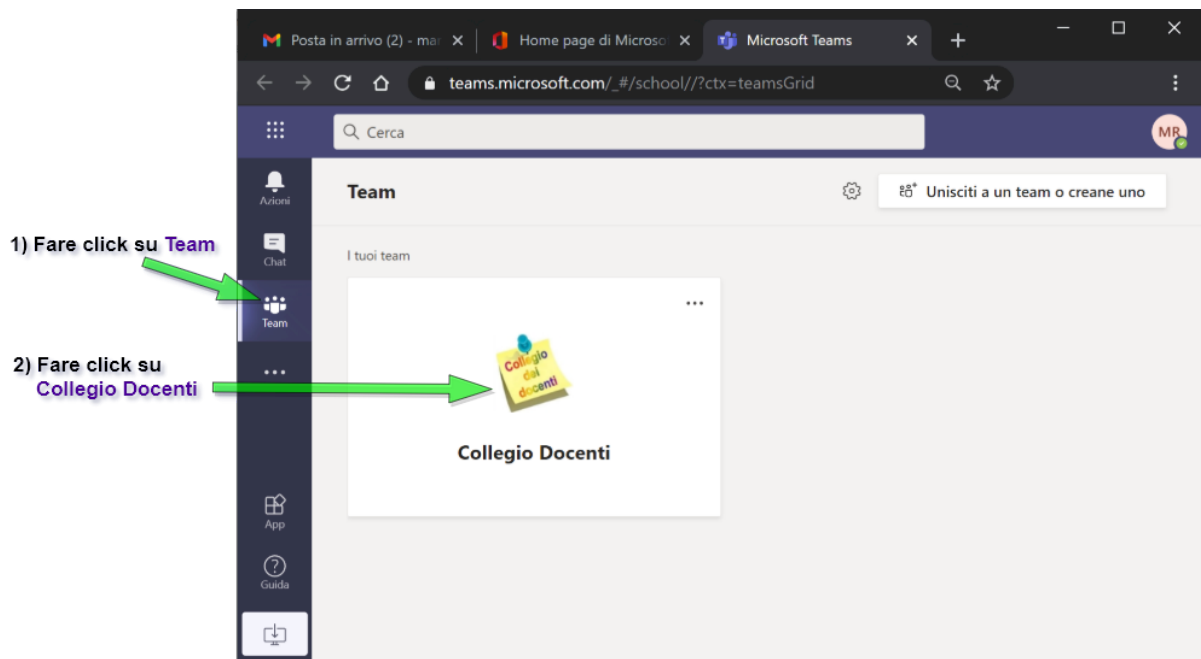 Posta in arrivo (2) - mar
Home page di Microsof
Microsoft Teams
teams.microsoft.com/_#/school//?ctx=teamsGrid
Cerca
MR
Azioni
Team
Unisciti a un team o creane uno
1) Fare click su Team
Chat
I tuoi team
Team
2) Fare click su
Collegio Docenti
Collegio
dei
docenti
Collegio Docenti
App
Guida